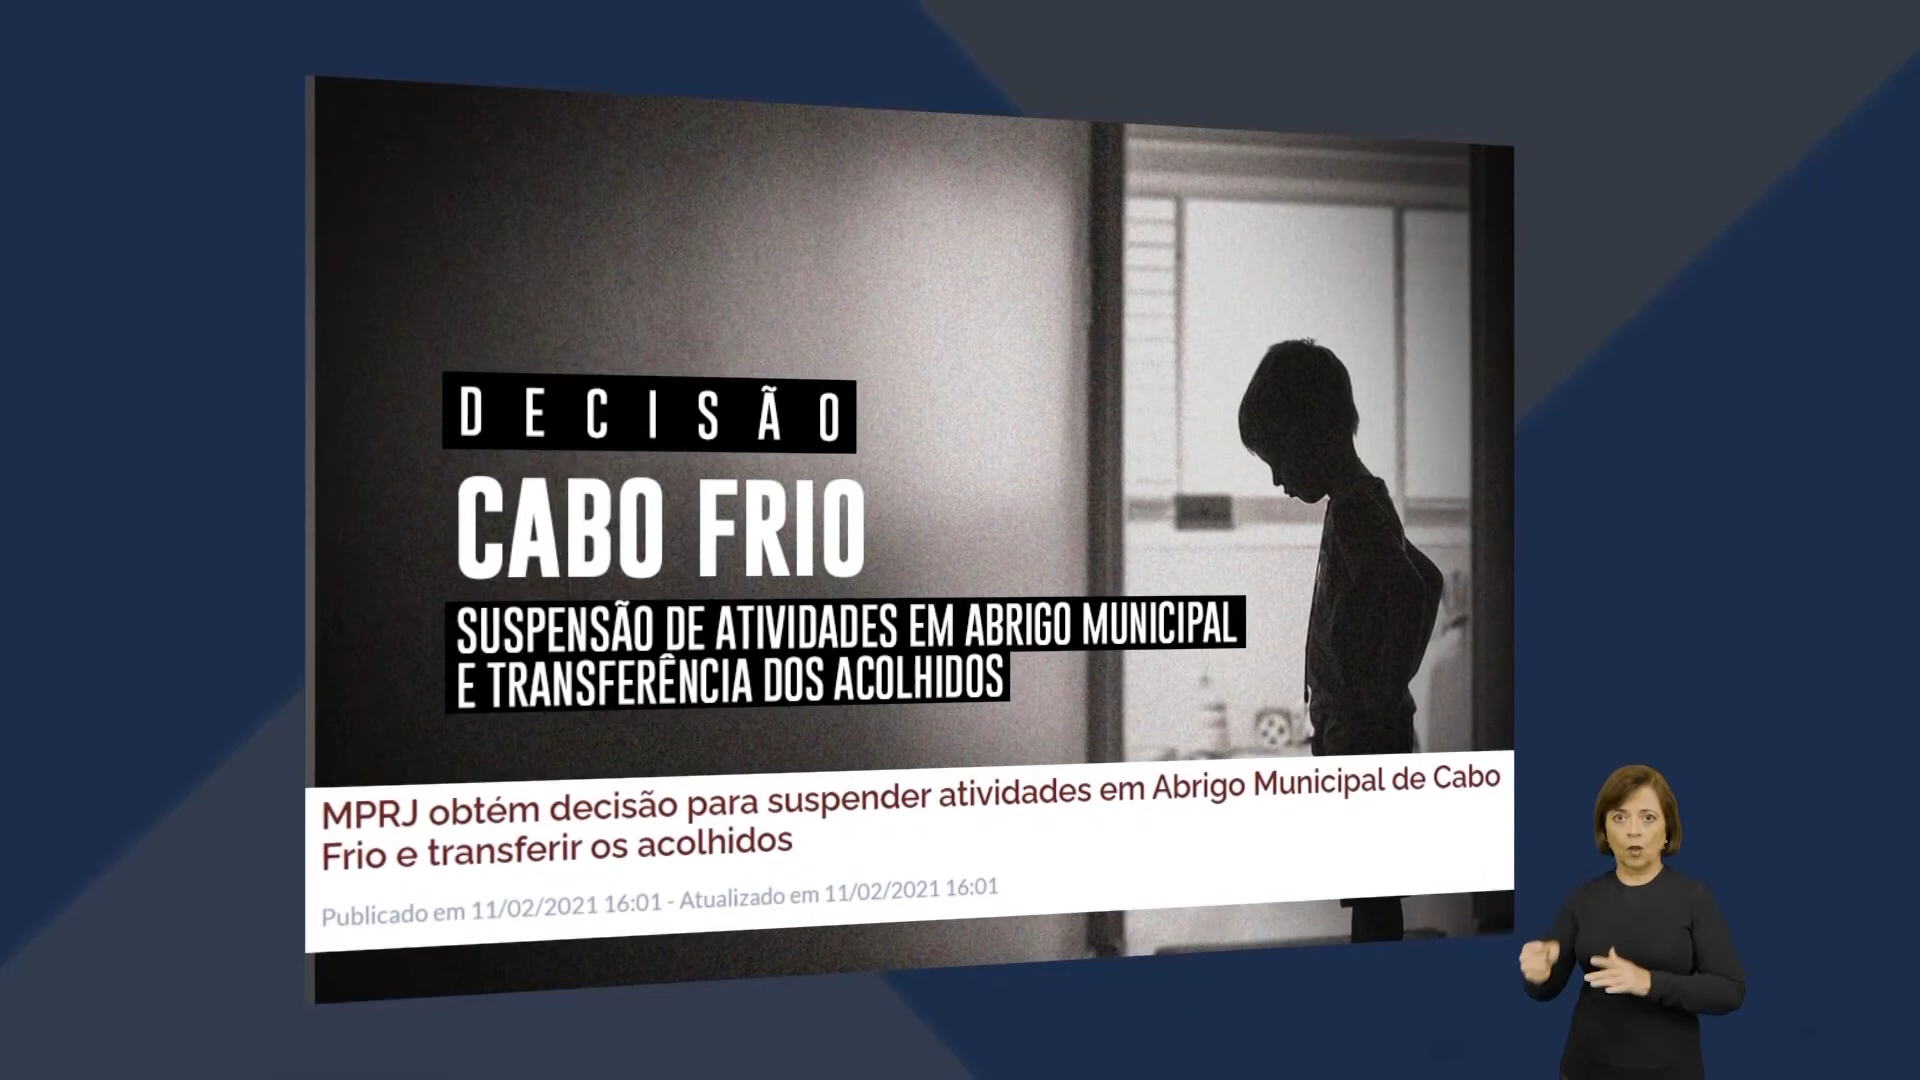 DECISÃO
CABO FRIO
SUSPENSÃO DE ATIVIDADES EM ABRIGO MUNICIPAL
E TRANSFERÊNCIA DOS ACOLHIDOS
MPRJ obtém decisão para suspender atividades em Abrigo Municipal de Cabo
Frio e transferir os acolhidos
Publicado em 11/02/2021 16:01 - Atualizado em 11/02/2021 16:01